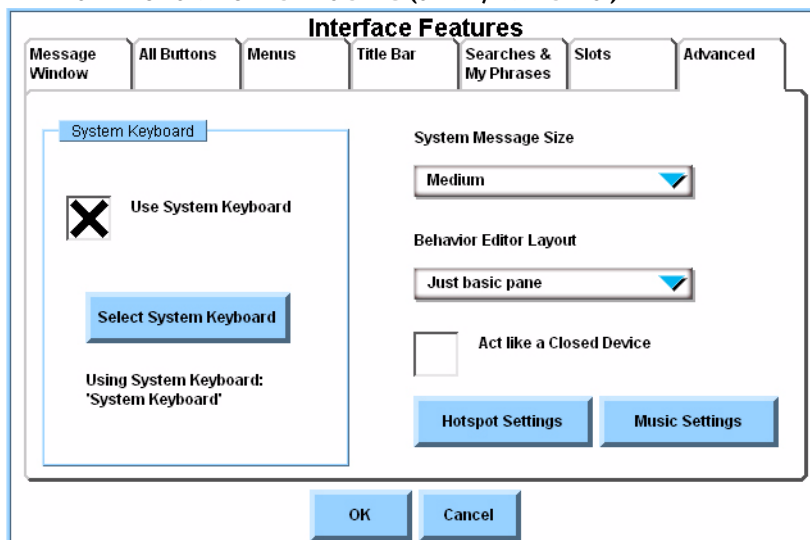 Interface Features
Message Window
All Buttons
Menus
Title Bar
Searches & My Phrases
Slots
Advanced
System Keyboard
Use System Keyboard
Select System Keyboard
Using System Keyboard:
'System Keyboard'
System Message Size
Medium
Behavior Editor Layout
Just basic pane
Act like a Closed Device
Hotspot Settings
Music Settings
OK
Cancel